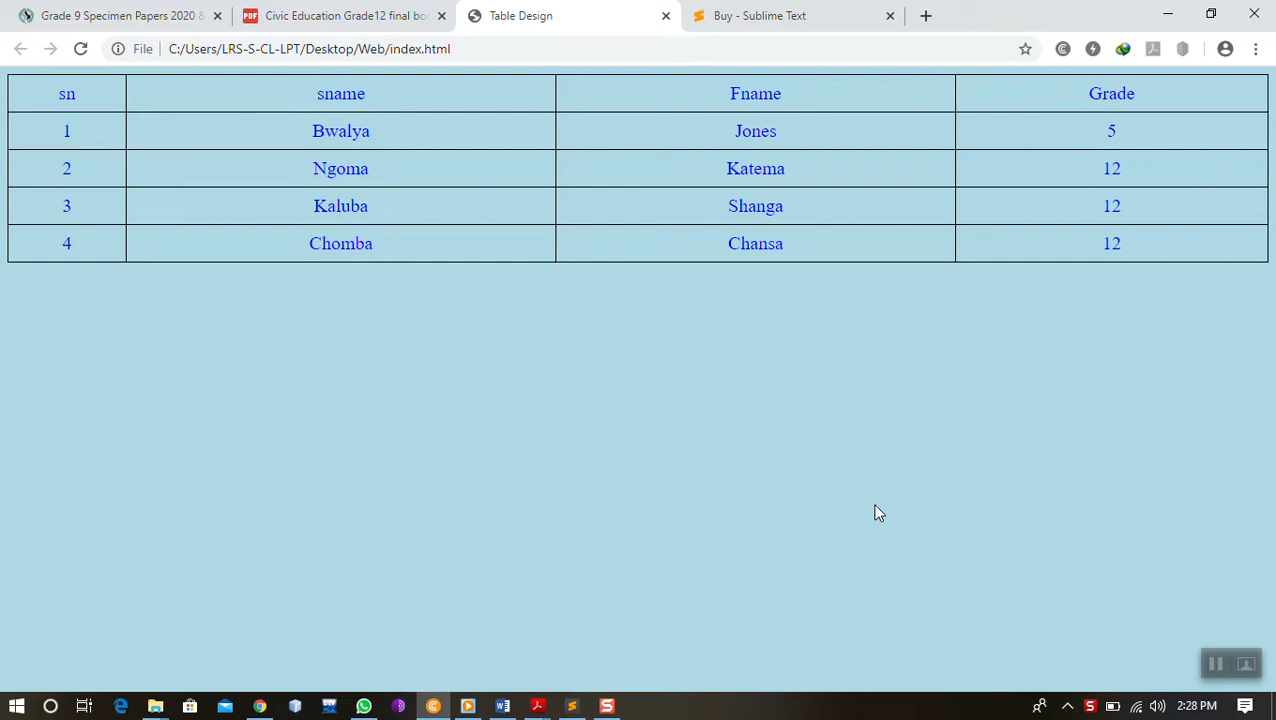 Grade 9 Specimen Papers 2020 &
PDF
Civic Education Grade12 final bo
Table Design
Buy - Sublime Text
File
C:/Users/LRS-S-CL-LPT/Desktop/Web/index.html
sn sname Fname Grade
1 Bwalya Jones 5
2 Ngoma Katema 12
3 Kaluba Shanga 12
4 Chomba Chansa 12
2:28 PM